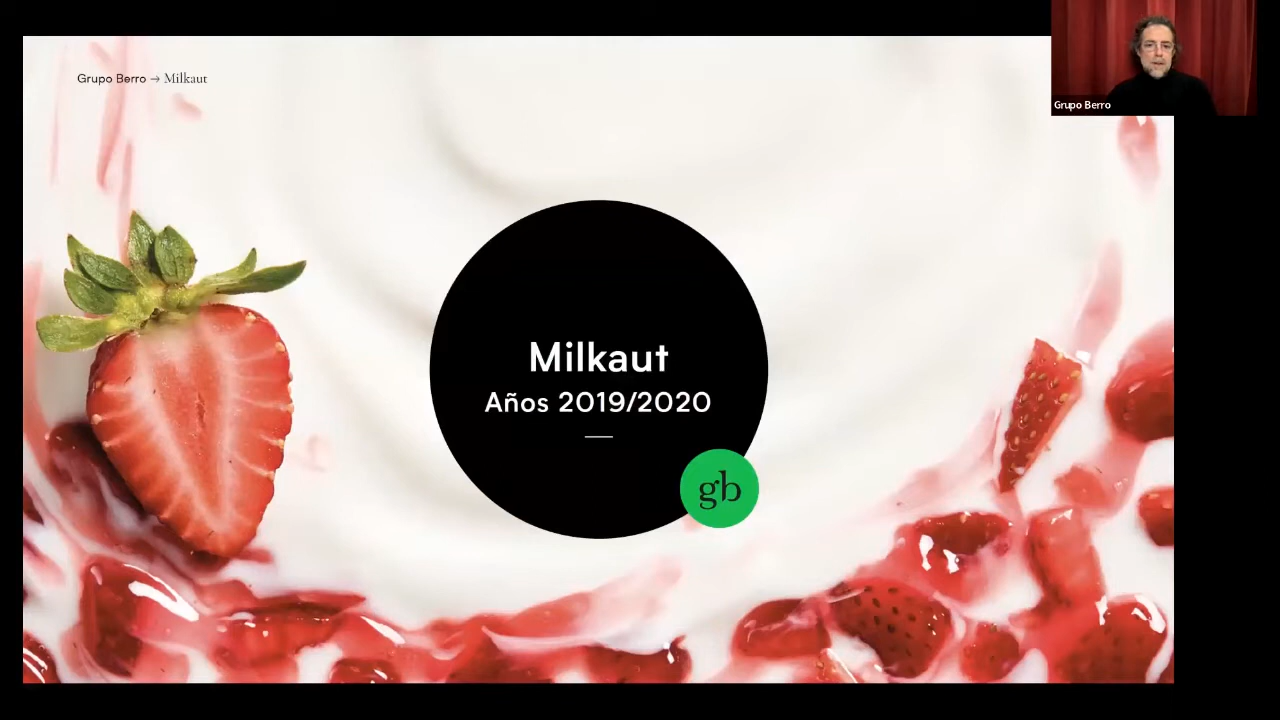 Grupo Berro → Milkaut
Grupo Berro
Milkaut
Años 2019/2020
gb